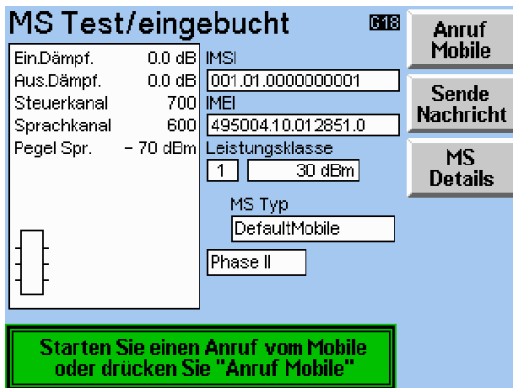 MS Test/eingebucht
G18
Ein.Dämpf. 0.0 dB
Aus.Dämpf. 0.0 dB
Steuerkanal 700
Sprachkanal 600
Pegel Spr. - 70 dBm
IMSI
001.01.0000000001
IMEI
495004.10.012851.0
Leistungsklasse
1 30 dBm
MS Typ
DefaultMobile
Phase II
Anruf
Mobile
Sende
Nachricht
MS
Details
Starten Sie einen Anruf vom Mobile
oder drücken Sie "Anruf Mobile"